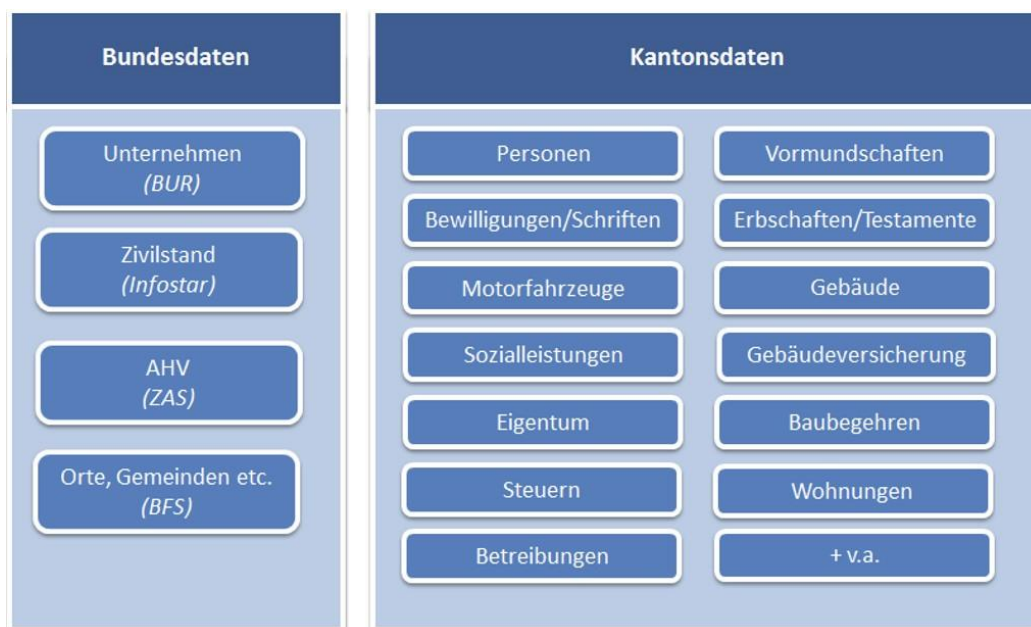 Bundesdaten
Unternehmen
(BUR)
Zivilstand
(Infostar)
AHV
(ZAS)
Orte, Gemeinden etc.
(BFS)
Kantonsdaten
Personen
Vormundschaften
Bewilligungen/Schriften
Erbschaften/Testamente
Motorfahrzeuge
Gebäude
Sozialleistungen
Gebäudeversicherung
Eigentum
Baubegehren
Steuern
Wohnungen
Betreibungen
+ v.a.